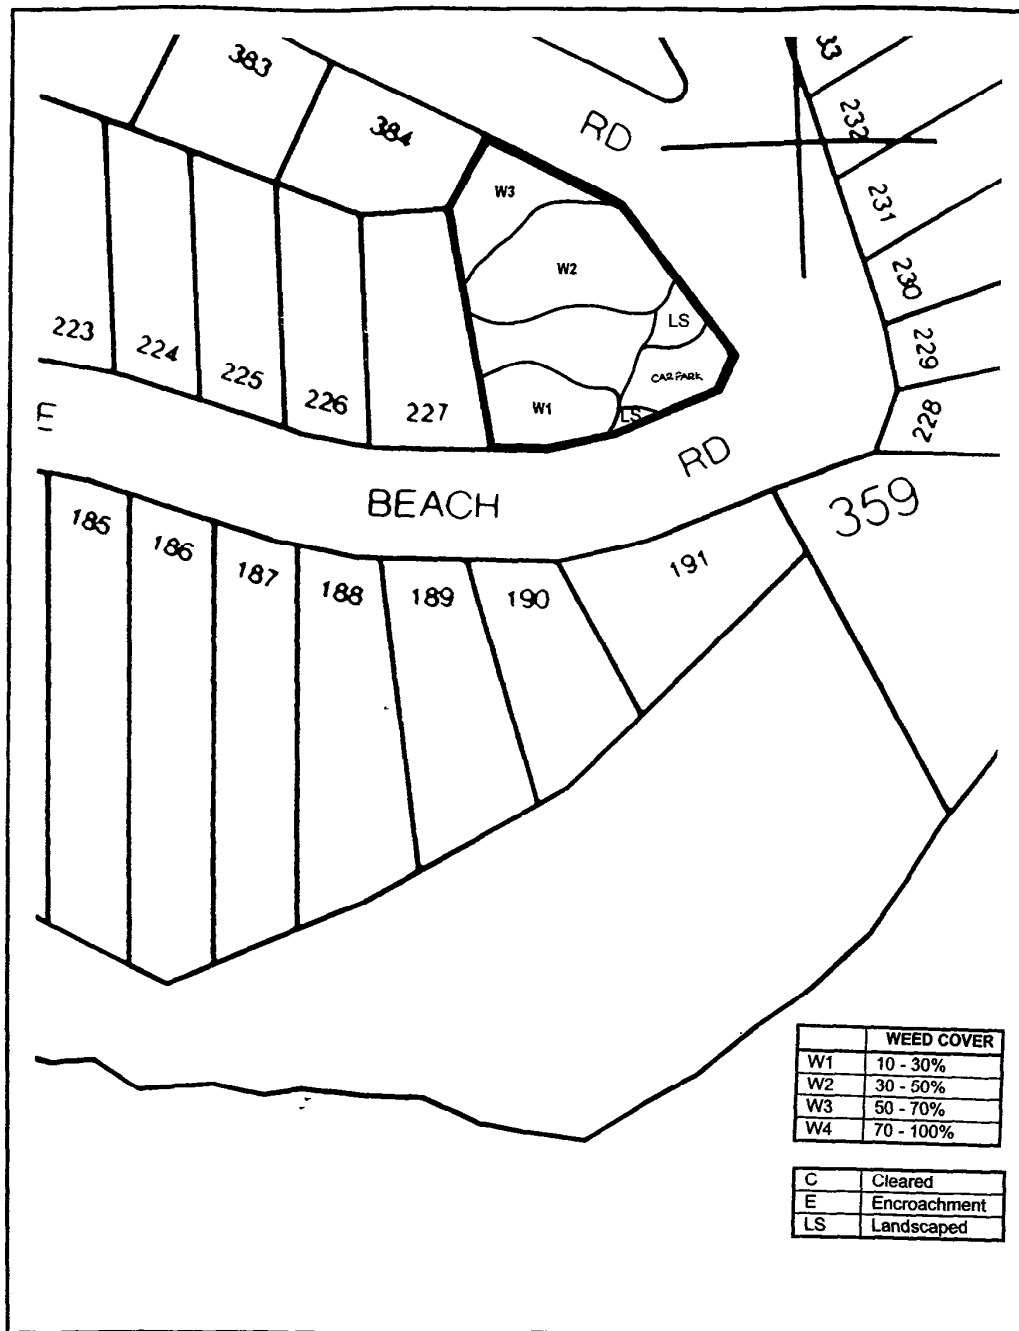 383
33
384
RD
232
W3
231
W2
230
LS
223
224
225
226
227
229
CAR PARK
W1
LS
228
E
RD
BEACH
359
185
186
187
188
189
190
191
WEED COVER
W1 10 - 30%
W2 30 - 50%
W3 50 - 70%
W4 70 - 100%
C Cleared
E Encroachment
LS Landscaped